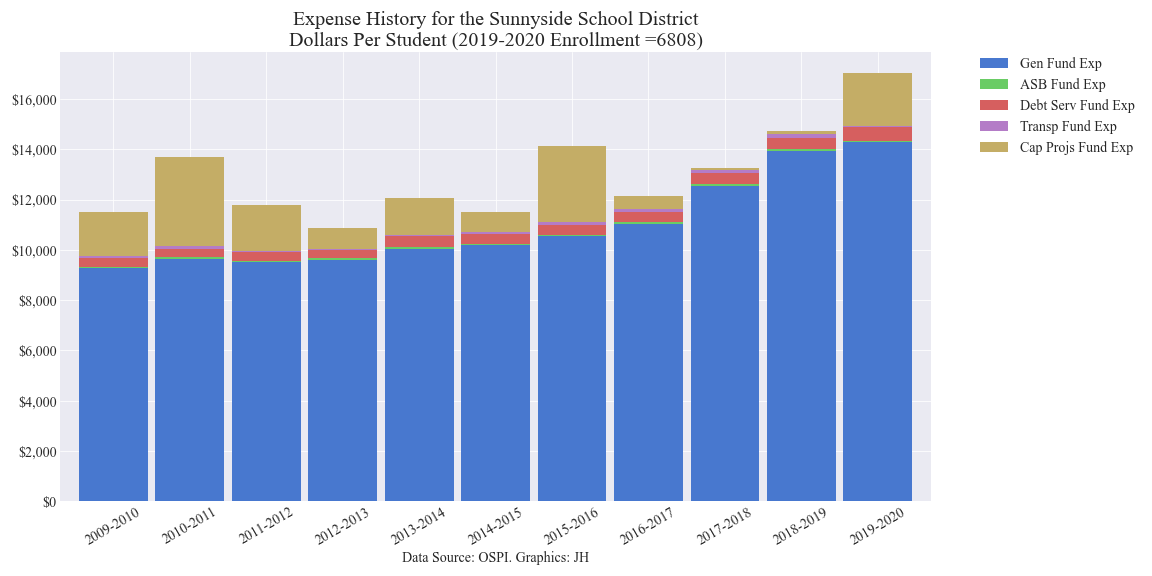 Expense History for the Sunnyside School District
Dollars Per Student (2019-2020 Enrollment =6808)
Gen Fund Exp
ASB Fund Exp
Debt Serv Fund Exp
Transp Fund Exp
Cap Projs Fund Exp
$16,000
$14,000
$12,000
$10,000
$8,000
$6,000
$4,000
$2,000
$0
2009-2010
2010-2011
2011-2012
2012-2013
2013-2014
2014-2015
2015-2016
2016-2017
2017-2018
2018-2019
2019-2020
Data Source: OSPI. Graphics: JH